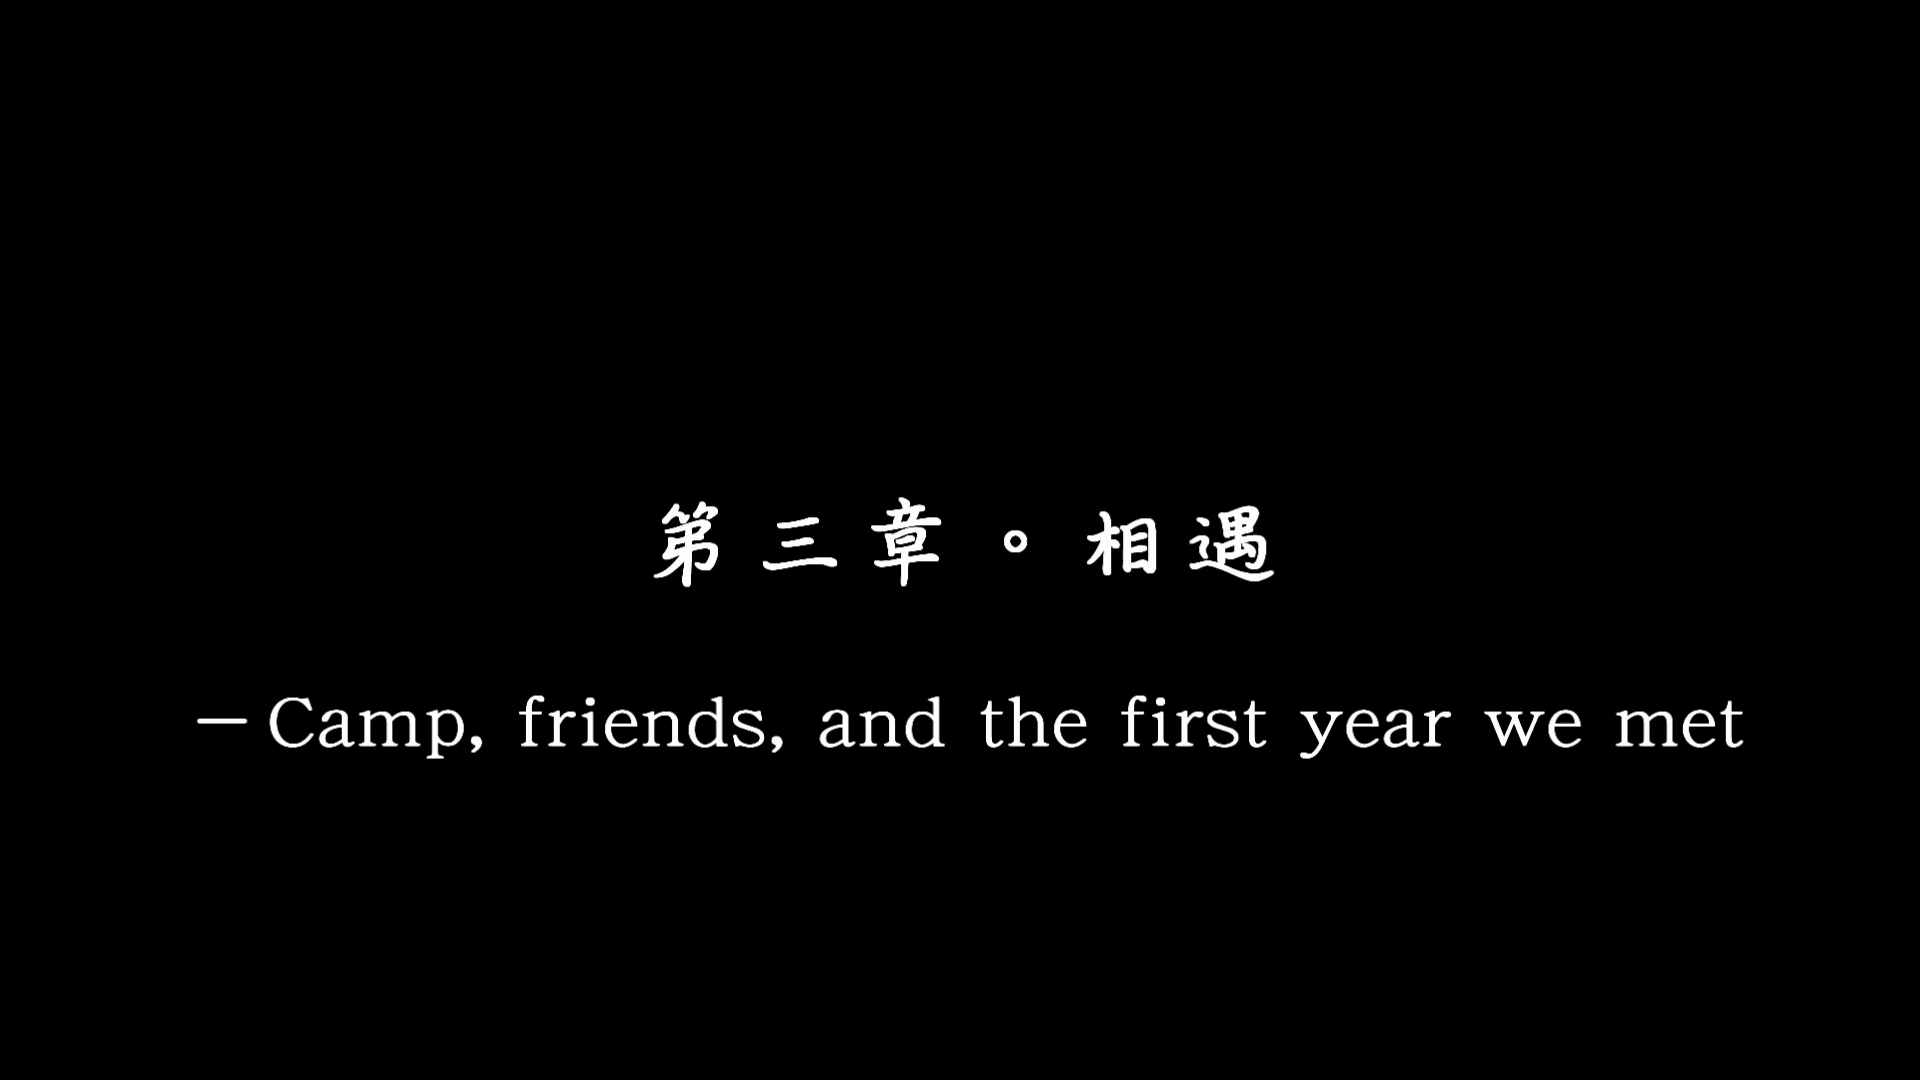 第三章。相遇
－Camp, friends, and the first year we met